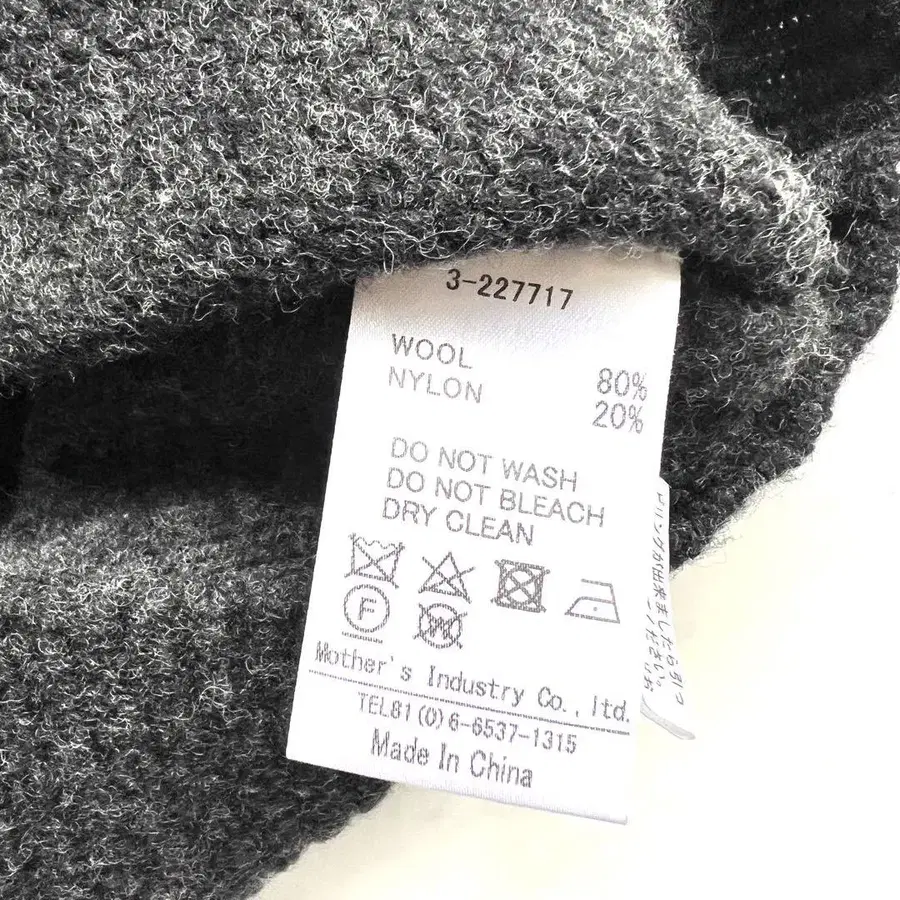 3-227717
WOOL 80%
NYLON 20%
DO NOT WASH
DO NOT BLEACH
DRY CLEAN
F
W
Mother's Industry Co., ltd.
TEL81(0)6-6537-1315
Made In China